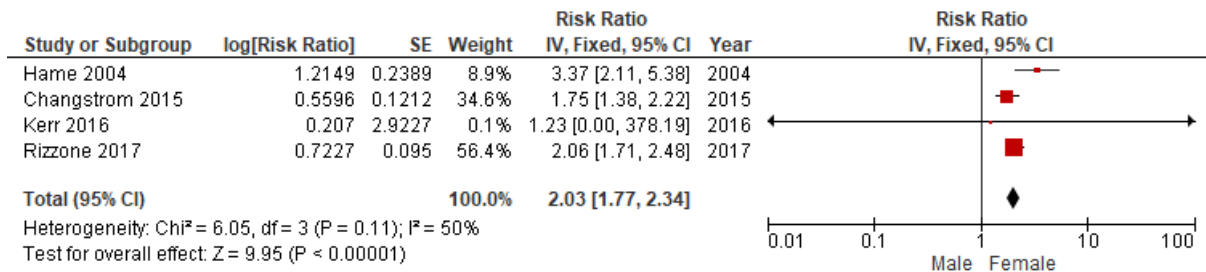 Risk Ratio Risk Ratio
Study or Subgroup log[Risk Ratio] SE Weight IV, Fixed, 95% CI Year IV, Fixed, 95% CI
Hame 2004 1.2149 0.2389 8.9% 3.37 [2.11, 5.38] 2004
Changstrom 2015 0.5596 0.1212 34.6% 1.75 [1.38, 2.22] 2015
Kerr 2016 0.207 2.9227 0.1% 1.23 [0.00, 378.19] 2016
Rizzone 2017 0.7227 0.095 56.4% 2.06 [1.71, 2.48] 2017
Total (95% CI) 100.0% 2.03 [1.77, 2.34]
Heterogeneity: Chi² = 6.05, df = 3 (P = 0.11); I² = 50%
Test for overall effect: Z = 9.95 (P < 0.00001)
0.01 0.1 1 10 100
Male Female